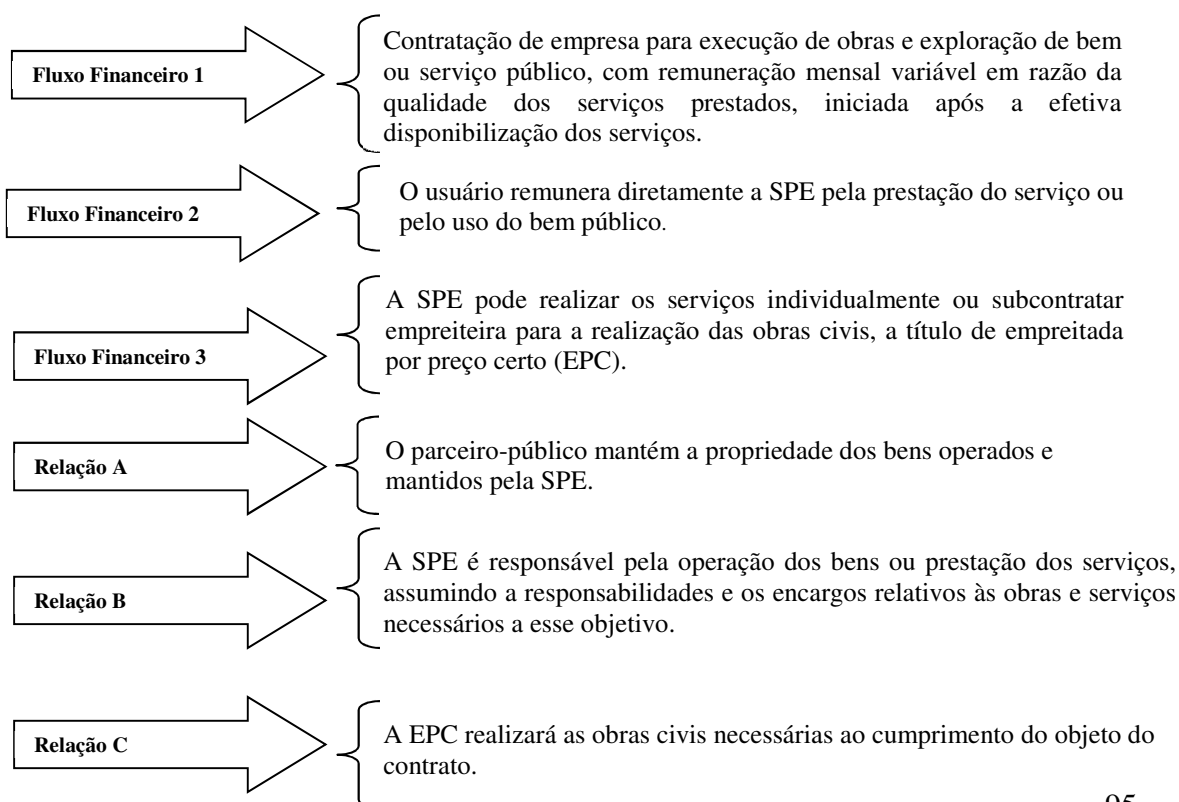 Fluxo Financeiro 1
Contratação de empresa para execução de obras e exploração de bem
ou serviço público, com remuneração mensal variável em razão da
qualidade dos serviços prestados, iniciada após a efetiva
disponibilização dos serviços.
Fluxo Financeiro 2
O usuário remunera diretamente a SPE pela prestação do serviço ou
pelo uso do bem público.
Fluxo Financeiro 3
A SPE pode realizar os serviços individualmente ou subcontratar
empreiteira para a realização das obras civis, a título de empreitada
por preço certo (EPC).
Relação A
O parceiro-público mantém a propriedade dos bens operados e
mantidos pela SPE.
Relação B
A SPE é responsável pela operação dos bens ou prestação dos serviços,
assumindo a responsabilidades e os encargos relativos às obras e serviços
necessários a esse objetivo.
Relação C
A EPC realizará as obras civis necessárias ao cumprimento do objeto do
contrato.